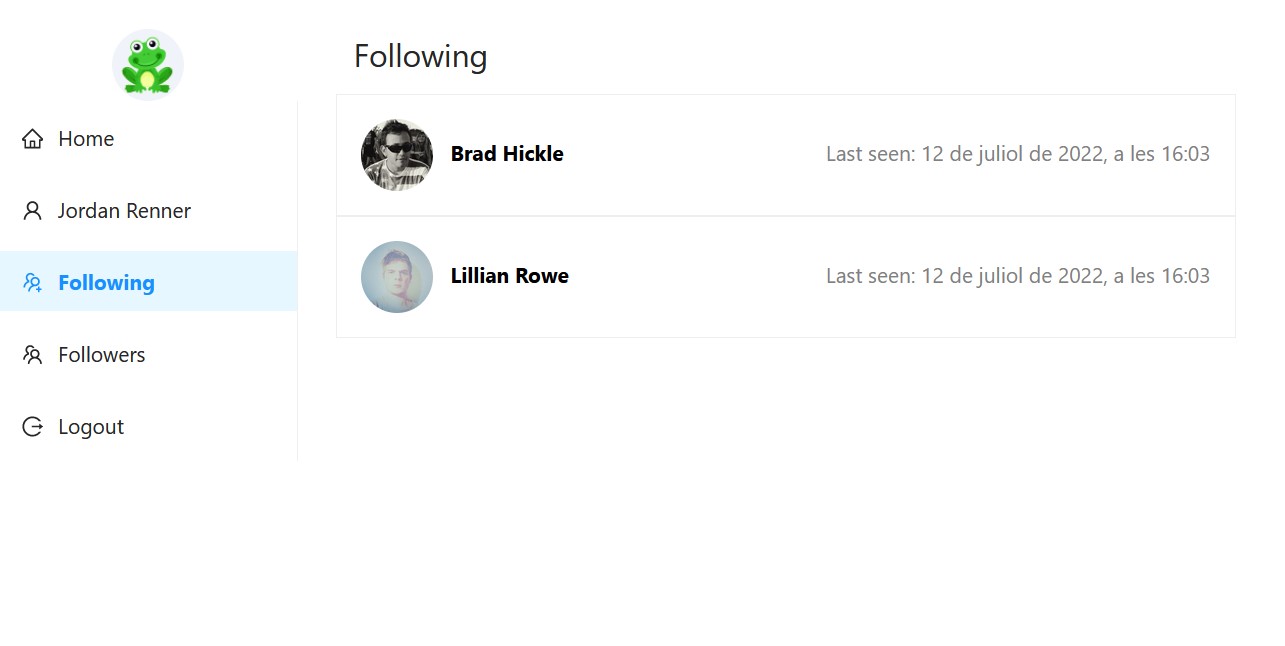 Following
Home
Jordan Renner
Following
Followers
Logout
Brad Hickle
Last seen: 12 de juliol de 2022, a les 16:03
Lillian Rowe
Last seen: 12 de juliol de 2022, a les 16:03